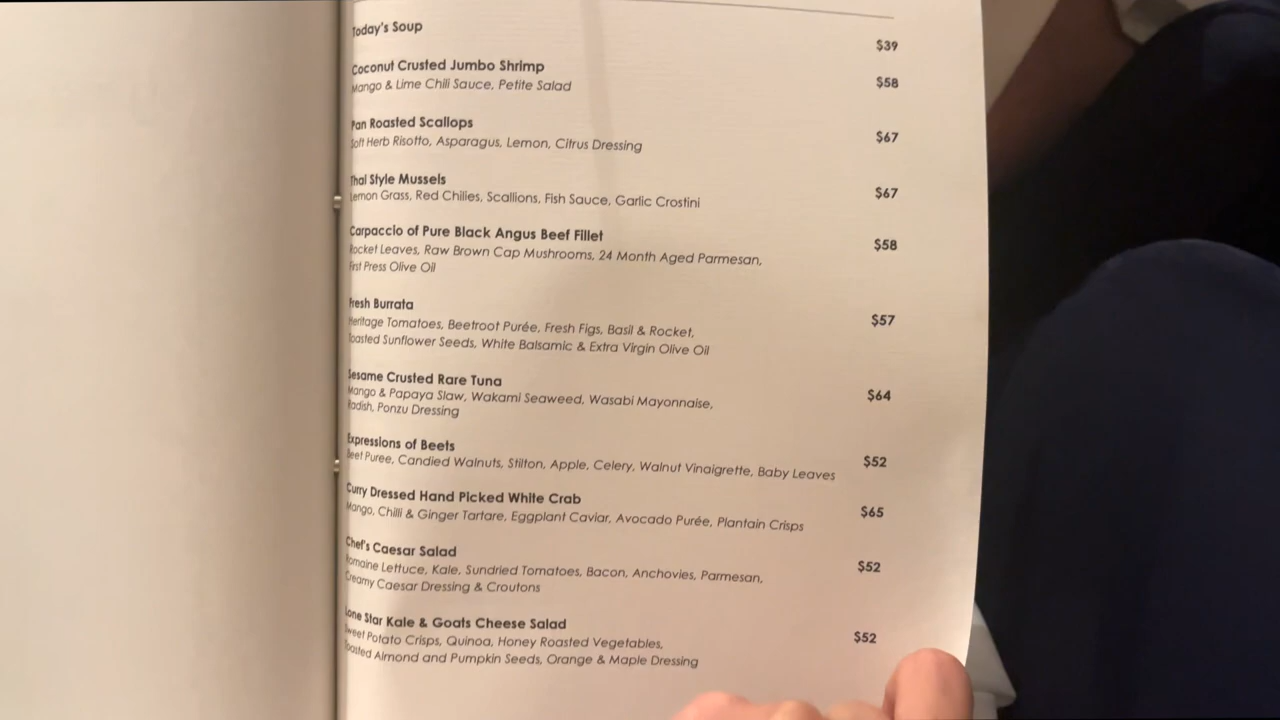 Today's Soup $39
Coconut Crusted Jumbo Shrimp
Mango & Lime Chili Sauce, Petite Salad $58
Pan Roasted Scallops $67
Soft Herb Risotto, Asparagus, Lemon, Citrus Dressing
Thai Style Mussels $67
Lemon Grass, Red Chilies, Scallions, Fish Sauce, Garlic Crostini
Carpaccio of Pure Black Angus Beef Fillet $58
Rocket Leaves, Raw Brown Cap Mushrooms, 24 Month Aged Parmesan,
First Press Olive Oil
Fresh Burrata $57
Heritage Tomatoes, Beetroot Purée, Fresh Figs, Basil & Rocket,
Toasted Sunflower Seeds, White Balsamic & Extra Virgin Olive Oil
Sesame Crusted Rare Tuna $64
Mango & Papaya Slaw, Wakami Seaweed, Wasabi Mayonnaise,
Radish, Ponzu Dressing
Expressions of Beets $52
Beet Puree, Candied Walnuts, Stilton, Apple, Celery, Walnut Vinaigrette, Baby Leaves
Curry Dressed Hand Picked White Crab $65
Mango, Chilli & Ginger Tartare, Eggplant Caviar, Avocado Purée, Plantain Crisps
Chef's Caesar Salad $52
Romaine Lettuce, Kale, Sundried Tomatoes, Bacon, Anchovies, Parmesan,
Creamy Caesar Dressing & Croutons
Lone Star Kale & Goats Cheese Salad $52
Sweet Potato Crisps, Quinoa, Honey Roasted Vegetables,
Toasted Almond and Pumpkin Seeds, Orange & Maple Dressing